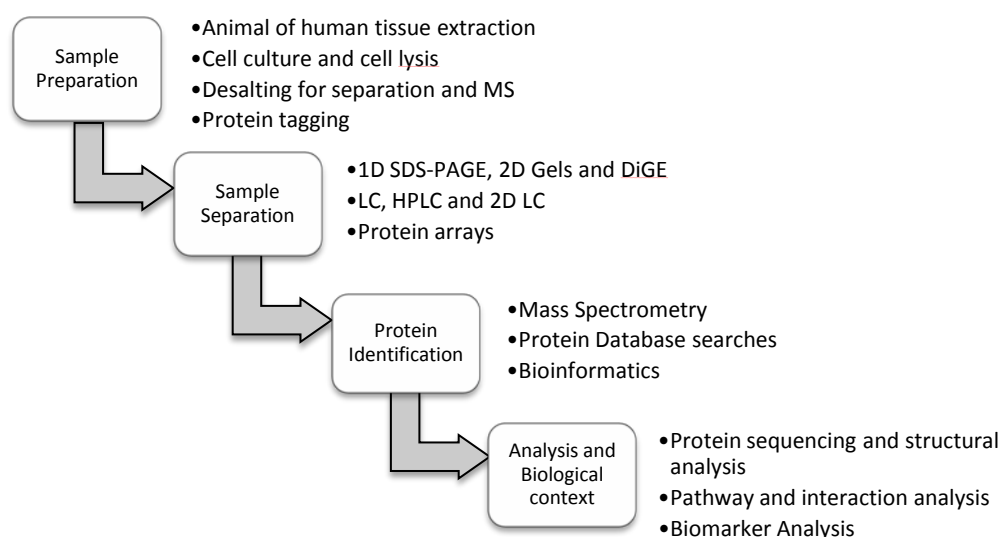 Sample
Preparation
•Animal of human tissue extraction
•Cell culture and cell lysis
•Desalting for separation and MS
•Protein tagging
Sample
Separation
•1D SDS-PAGE, 2D Gels and DiGE
•LC, HPLC and 2D LC
•Protein arrays
Protein
Identification
•Mass Spectrometry
•Protein Database searches
•Bioinformatics
Analysis and
Biological
context
•Protein sequencing and structural
analysis
•Pathway and interaction analysis
•Biomarker Analysis